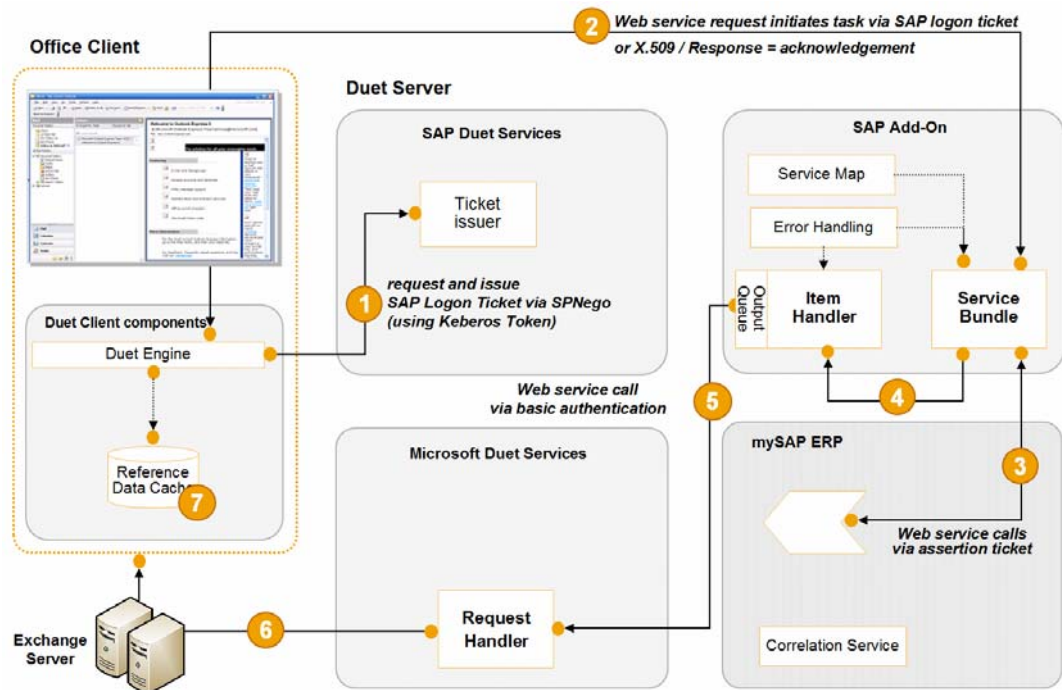 2
Web service request initiates task via SAP logon ticket
or X.509 / Response = acknowledgement
Office Client
Duet Server
SAP Duet Services
Ticket
issuer
1
request and issue
SAP Logon Ticket via SPNego
(using Keberos Token)
SAP Add-On
Service Map
Error Handling
Output
Queue
Item
Handler
Service
Bundle
Duet Client components
Duet Engine
Reference
Data Cache
7
Web service call
via basic authentication
5
4
3
Microsoft Duet Services
Request
Handler
mySAP ERP
Web service calls
via assertion ticket
Correlation Service
Exchange
Server
6